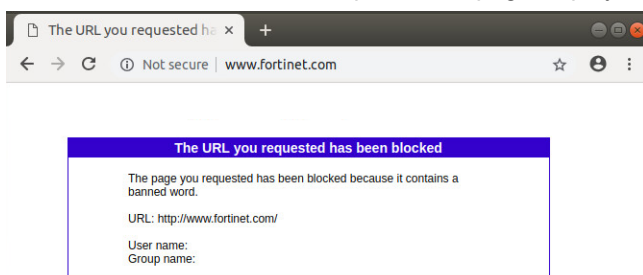 The URL you requested ha
Not secure | www.fortinet.com
The URL you requested has been blocked
The page you requested has been blocked because it contains a
banned word.
URL: http://www.fortinet.com/
User name:
Group name: